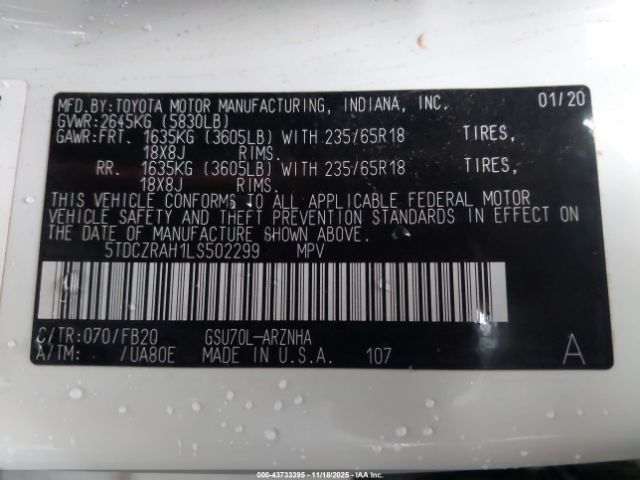 MFD.BY:TOYOTA MOTOR MANUFACTURING, INDIANA, INC. 01/20
GVWR:2645KG (5830LB)
GAWR:FRT. 1635KG (3605LB) WITH 235/65R18 TIRES,
18X8J RIMS.
RR. 1635KG (3605LB) WITH 235/65R18 TIRES,
18X8J RIMS.
THIS VEHICLE CONFORMS TO ALL APPLICABLE FEDERAL MOTOR
VEHICLE SAFETY AND THEFT PREVENTION STANDARDS IN EFFECT ON
THE DATE OF MANUFACTURE SHOWN ABOVE.
5TDCZRAH1LS502299 MPV
C/TR:070/FB20 GSU70L-ARZNHA
A/TM: /UA80E MADE IN U.S.A. 107 A
000-43733395 - 11/18/2025 - IAA Inc.